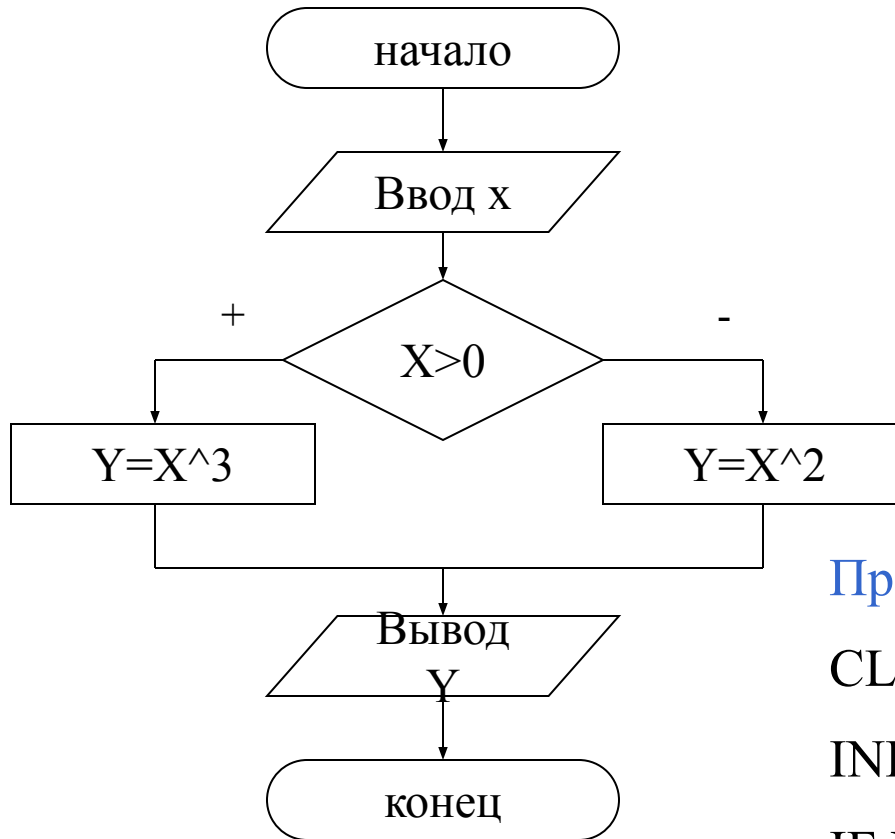 начало
Ввод x
+
-
X>0
Y=X^3
Y=X^2
Вывод
Y
конец